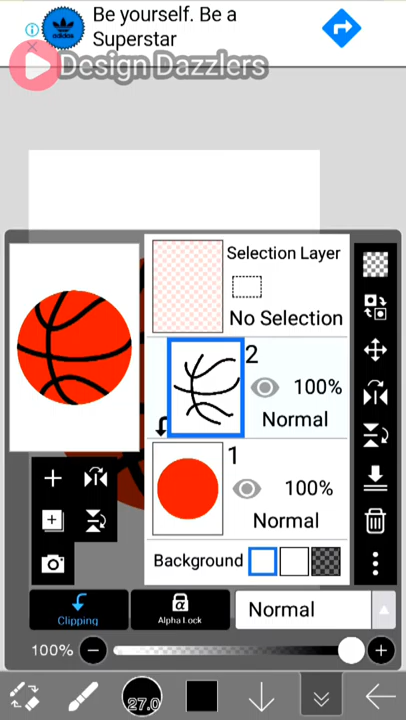 Be yourself. Be a
Superstar
adidas
Design Dazzlers
Selection Layer
No Selection
2
100%
Normal
1
100%
Normal
Background
Clipping
Alpha Lock
Normal
100%
27.0